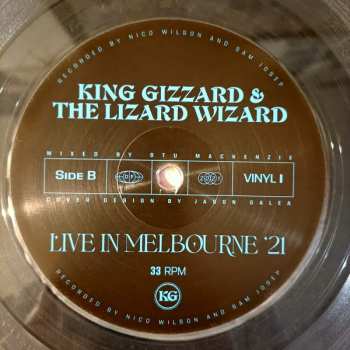 RECORDED BY NICO WILSON AND SAM JOSEP
KING GIZZARD &
THE LIZARD WIZARD
MIXED BY STU MACKENZIE
SIDE B
VINYL I
COVER DESIGN BY JASON GALEA
LIVE IN MELBOURNE '21
33 RPM
KG
RECORDED BY NICO WILSON AND SAM JOSEP